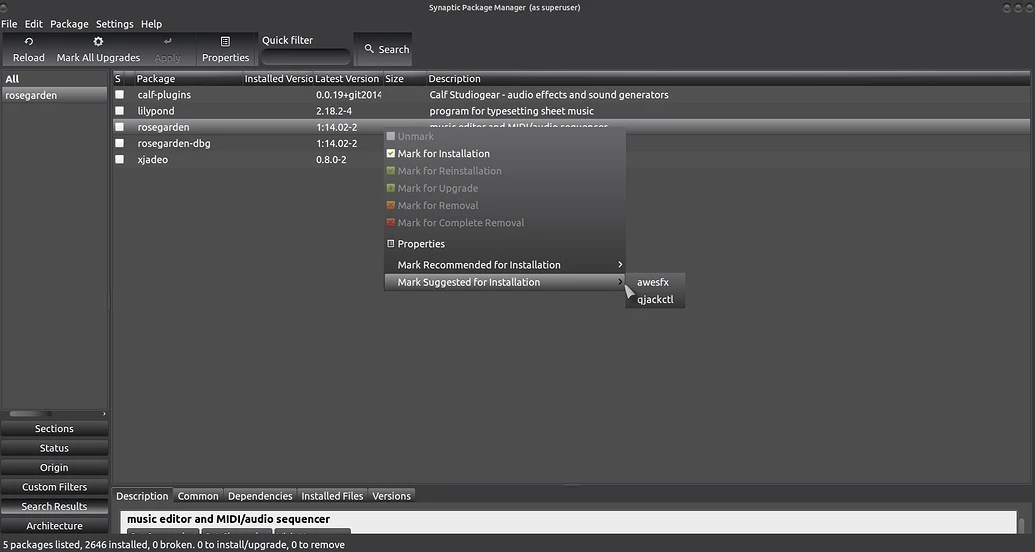 Synaptic Package Manager (as superuser)
File Edit Package Settings Help
Reload Mark All Upgrades Apply Properties Quick filter Search
All
rosegarden
S Package Installed Versio Latest Version Size Description
calf-plugins 0.0.19+git2014 Calf Studiogear - audio effects and sound generators
lilypond 2.18.2-4 program for typesetting sheet music
rosegarden 1:14.02-2 music editor and MIDI/audio sequencer
rosegarden-dbg 1:14.02-2
xjadeo 0.8.0-2
Unmark
Mark for Installation
Mark for Reinstallation
Mark for Upgrade
Mark for Removal
Mark for Complete Removal
Properties
Mark Recommended for Installation
Mark Suggested for Installation
awesfx
qjackctl
Sections
Status
Origin
Custom Filters
Search Results
Architecture
Description Common Dependencies Installed Files Versions
music editor and MIDI/audio sequencer
5 packages listed, 2646 installed, 0 broken. 0 to install/upgrade, 0 to remove